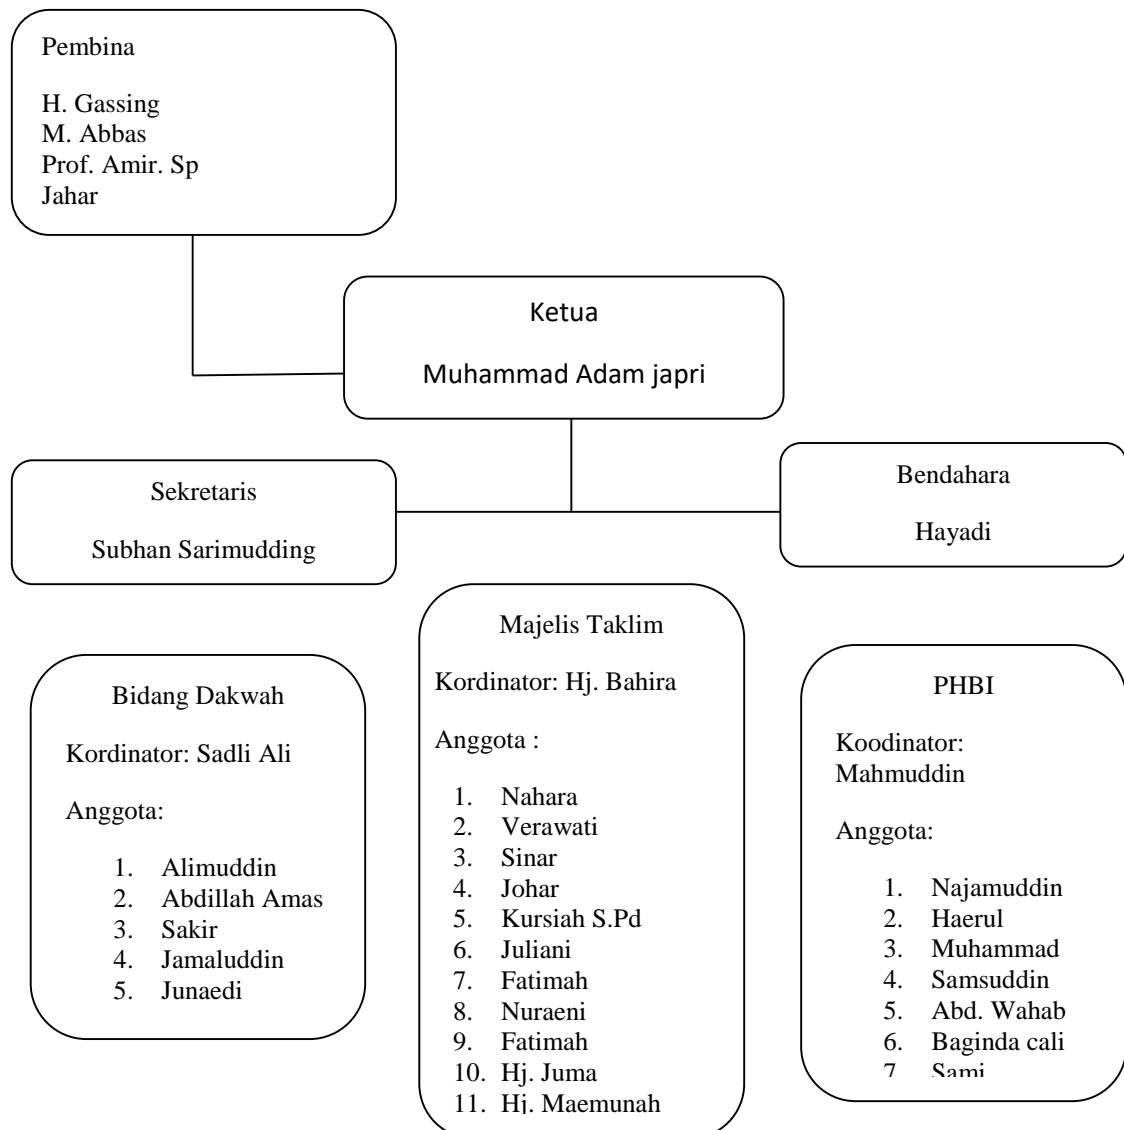 Pembina
H. Gassing
M. Abbas
Prof. Amir. Sp
Jahar
Ketua
Muhammad Adam japri
Sekretaris
Subhan Sarimudding
Bendahara
Hayadi
Bidang Dakwah
Kordinator: Sadli Ali
Anggota:
1. Alimuddin
2. Abdillah Amas
3. Sakir
4. Jamaluddin
5. Junaedi
Majelis Taklim
Kordinator: Hj. Bahira
Anggota :
1. Nahara
2. Verawati
3. Sinar
4. Johar
5. Kursiah S.Pd
6. Juliani
7. Fatimah
8. Nuraeni
9. Fatimah
10. Hj. Juma
11. Hj. Maemunah
PHBI
Koodinator:
Mahmuddin
Anggota:
1. Najamuddin
2. Haerul
3. Muhammad
4. Samsuddin
5. Abd. Wahab
6. Baginda cali
7. Sami